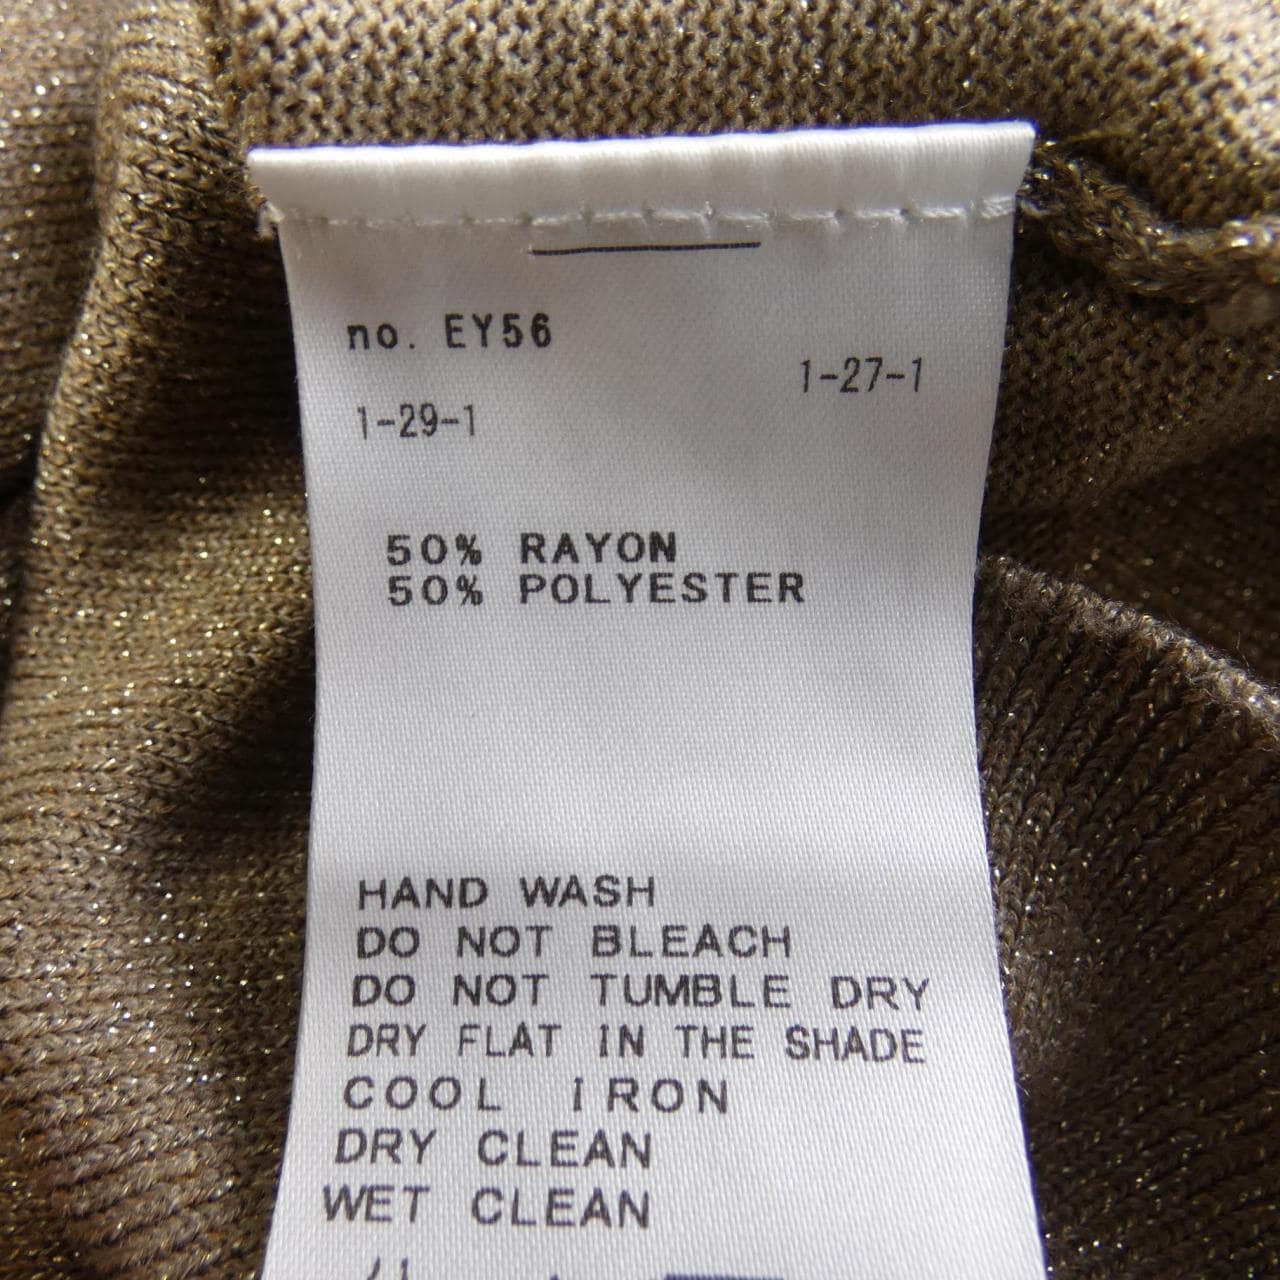 no. EY56
1-27-1
1-29-1
50% RAYON
50% POLYESTER
HAND WASH
DO NOT BLEACH
DO NOT TUMBLE DRY
DRY FLAT IN THE SHADE
COOL IRON
DRY CLEAN
WET CLEAN